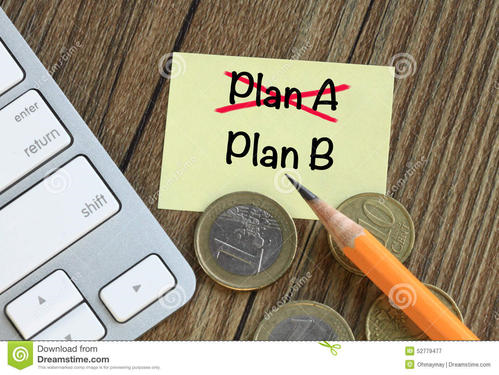 Plan A
Plan B
enter
return
shift
1
10
Download from
Dreamstime.com
This watermarked comp image is for previewing purposes only.
52779477
Ohmaymay | Dreamstime.com